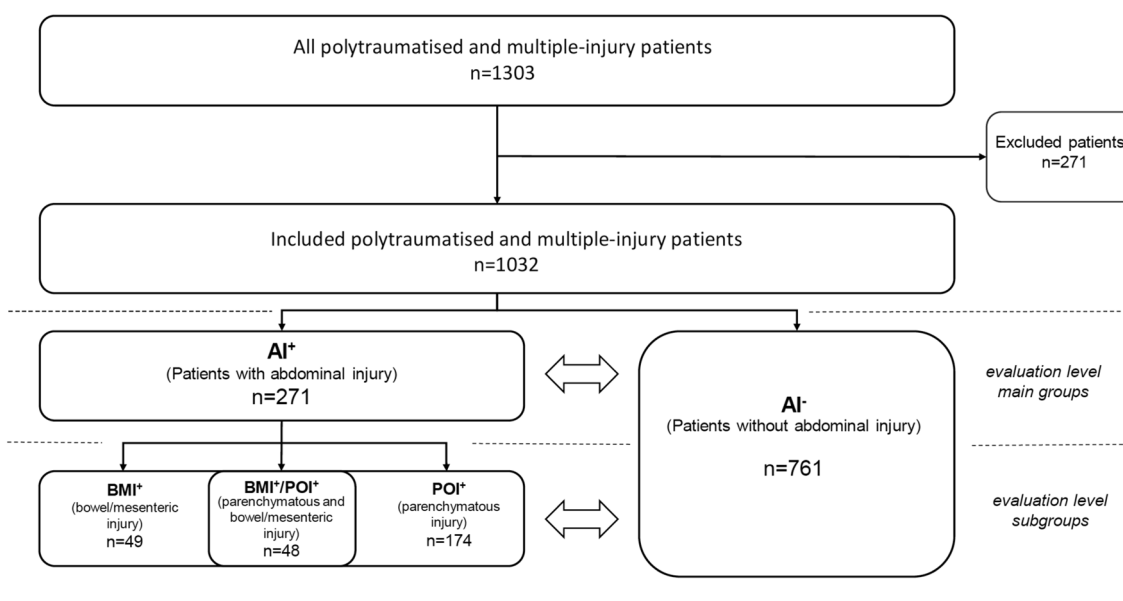 All polytraumatised and multiple-injury patients
n=1303
Excluded patients
n=271
Included polytraumatised and multiple-injury patients
n=1032
AI⁺
(Patients with abdominal injury)
n=271
AI⁻
(Patients without abdominal injury)
n=761
evaluation level
main groups
BMI⁺
(bowel/mesenteric
injury)
n=49
BMI⁺/POI⁺
(parenchymatous and
bowel/mesenteric
injury)
n=48
POI⁺
(parenchymatous
injury)
n=174
evaluation level
subgroups